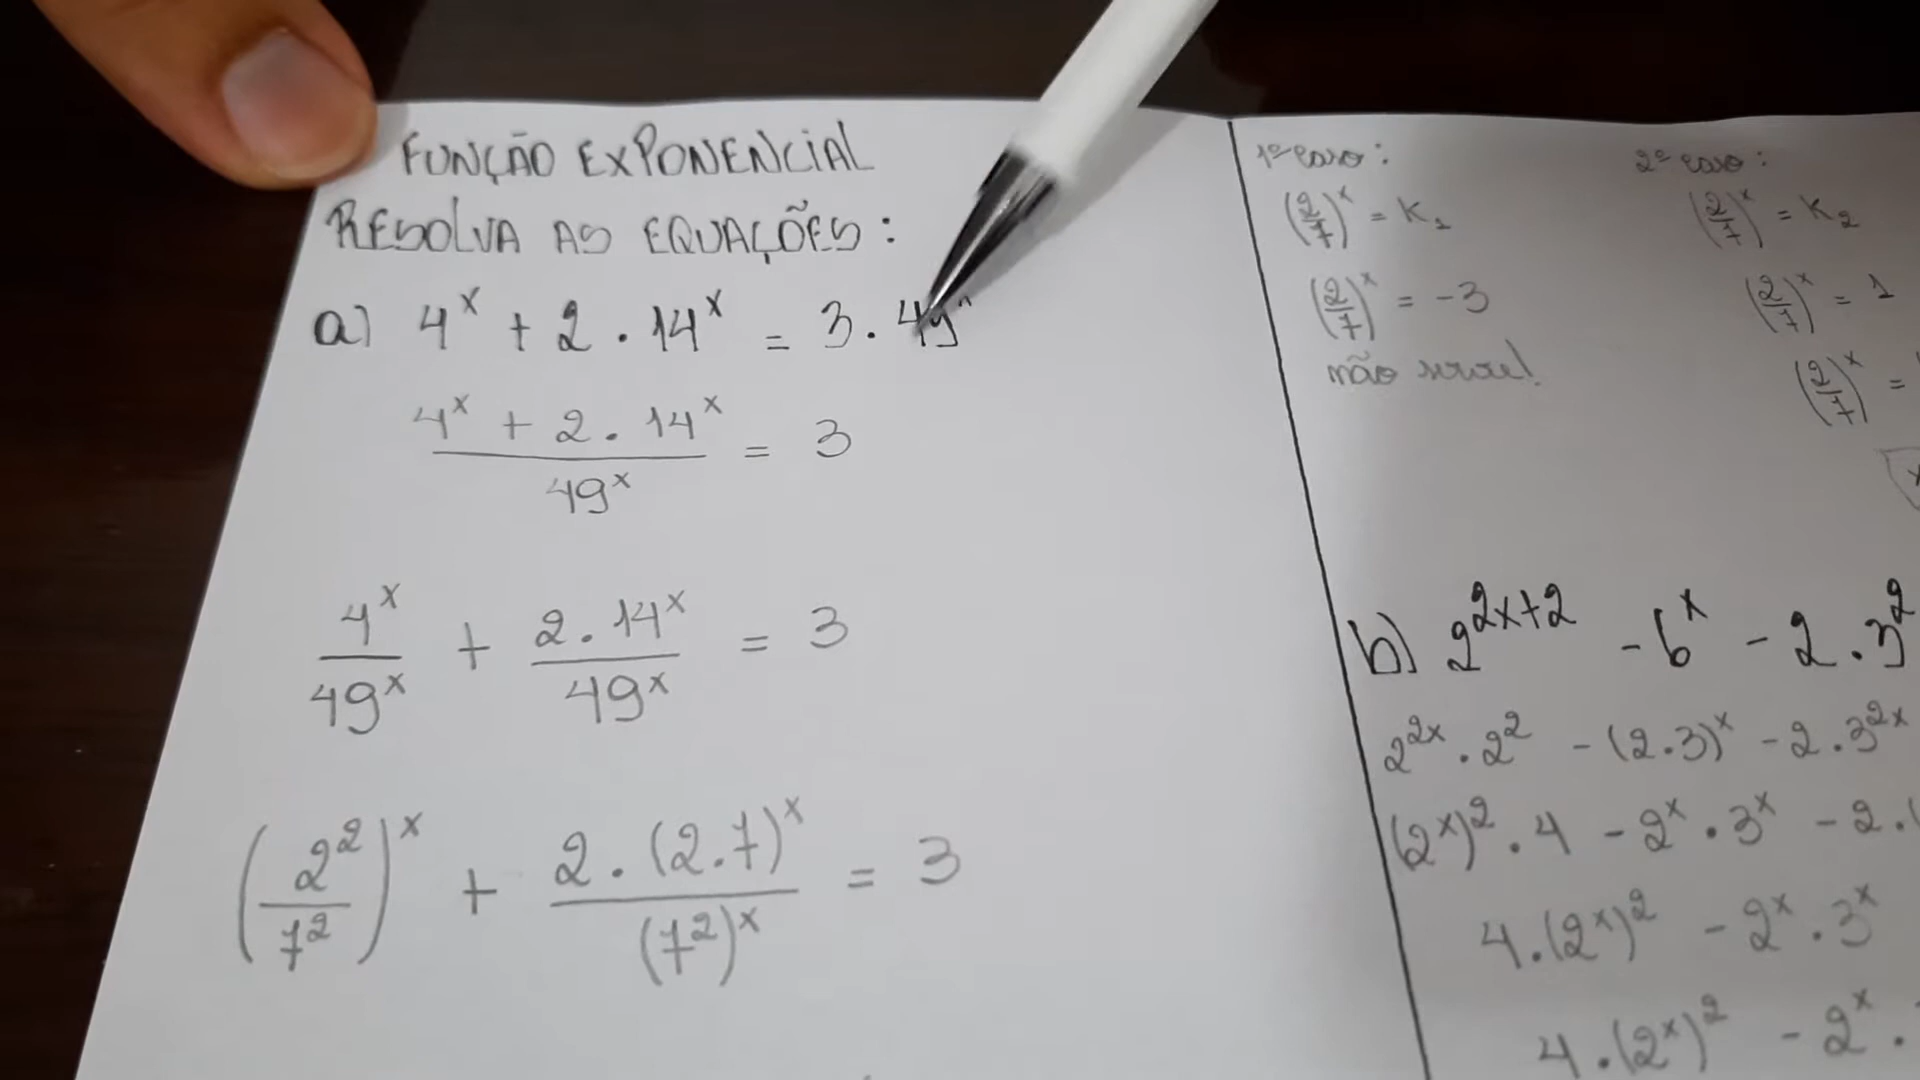 FUNÇÃO EXPONENCIAL
RESOLVA AS EQUAÇÕES:
a) 4^x + 2 . 14^x = 3 . 49^x
(4^x + 2 . 14^x)/49^x = 3
4^x/49^x + (2 . 14^x)/49^x = 3
(2^2/7^2)^x + (2 . (2.7)^x)/(7^2)^x = 3
1º caso:
(2/7)^x = K_1
(2/7)^x = -3
não serve!
2º caso:
(2/7)^x = K_2
(2/7)^x = 1
(2/7)^x =
b) 2^(2x+2) - 6^x - 2 . 3^2
2^(2x) . 2^2 - (2.3)^x - 2 . 3^(2x)
(2^x)^2 . 4 - 2^x . 3^x - 2 . (
4 . (2^x)^2 - 2^x . 3^x
4 . (2^x)^2 - 2^x .